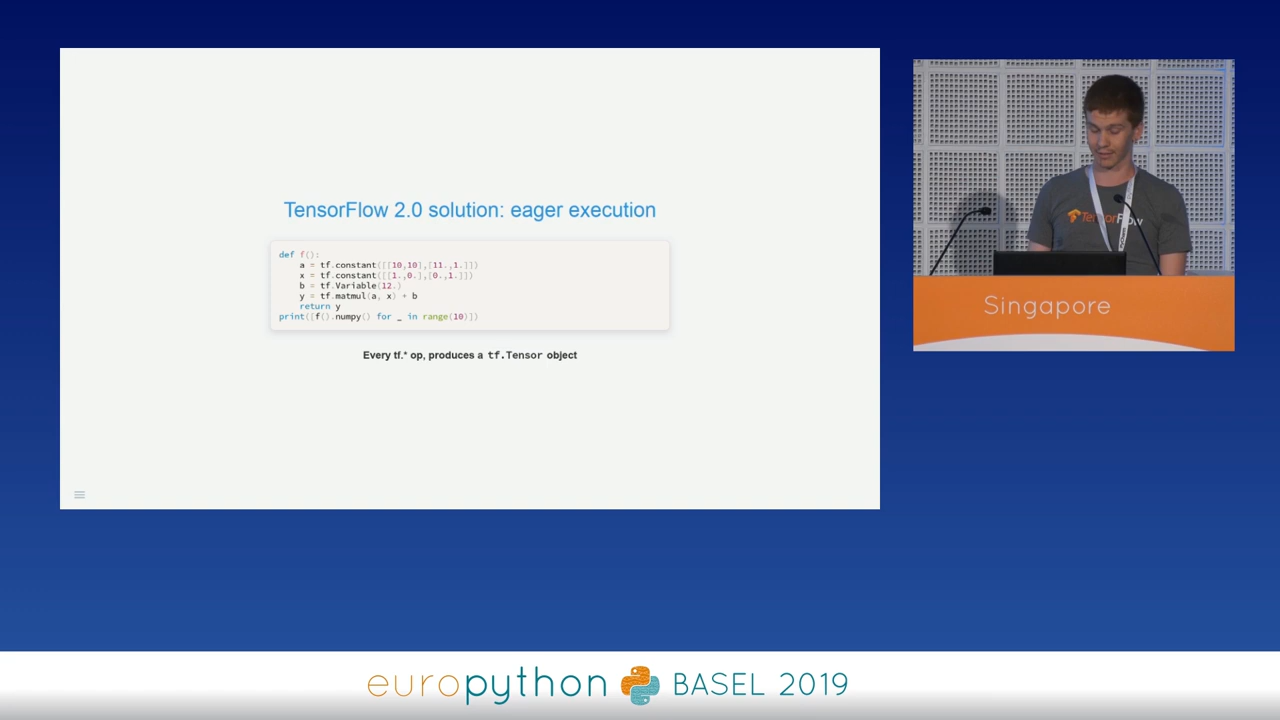 TensorFlow 2.0 solution: eager execution
def f():
    a = tf.constant([[10,10],[11.,1.]])
    x = tf.constant([[1.,0.],[0.,1.]])
    b = tf.Variable(12.)
    y = tf.matmul(a, x) + b
    return y
print([f().numpy() for _ in range(10)])
Every tf.* op, produces a tf.Tensor object
TensorFlow
Singapore
europython BASEL 2019